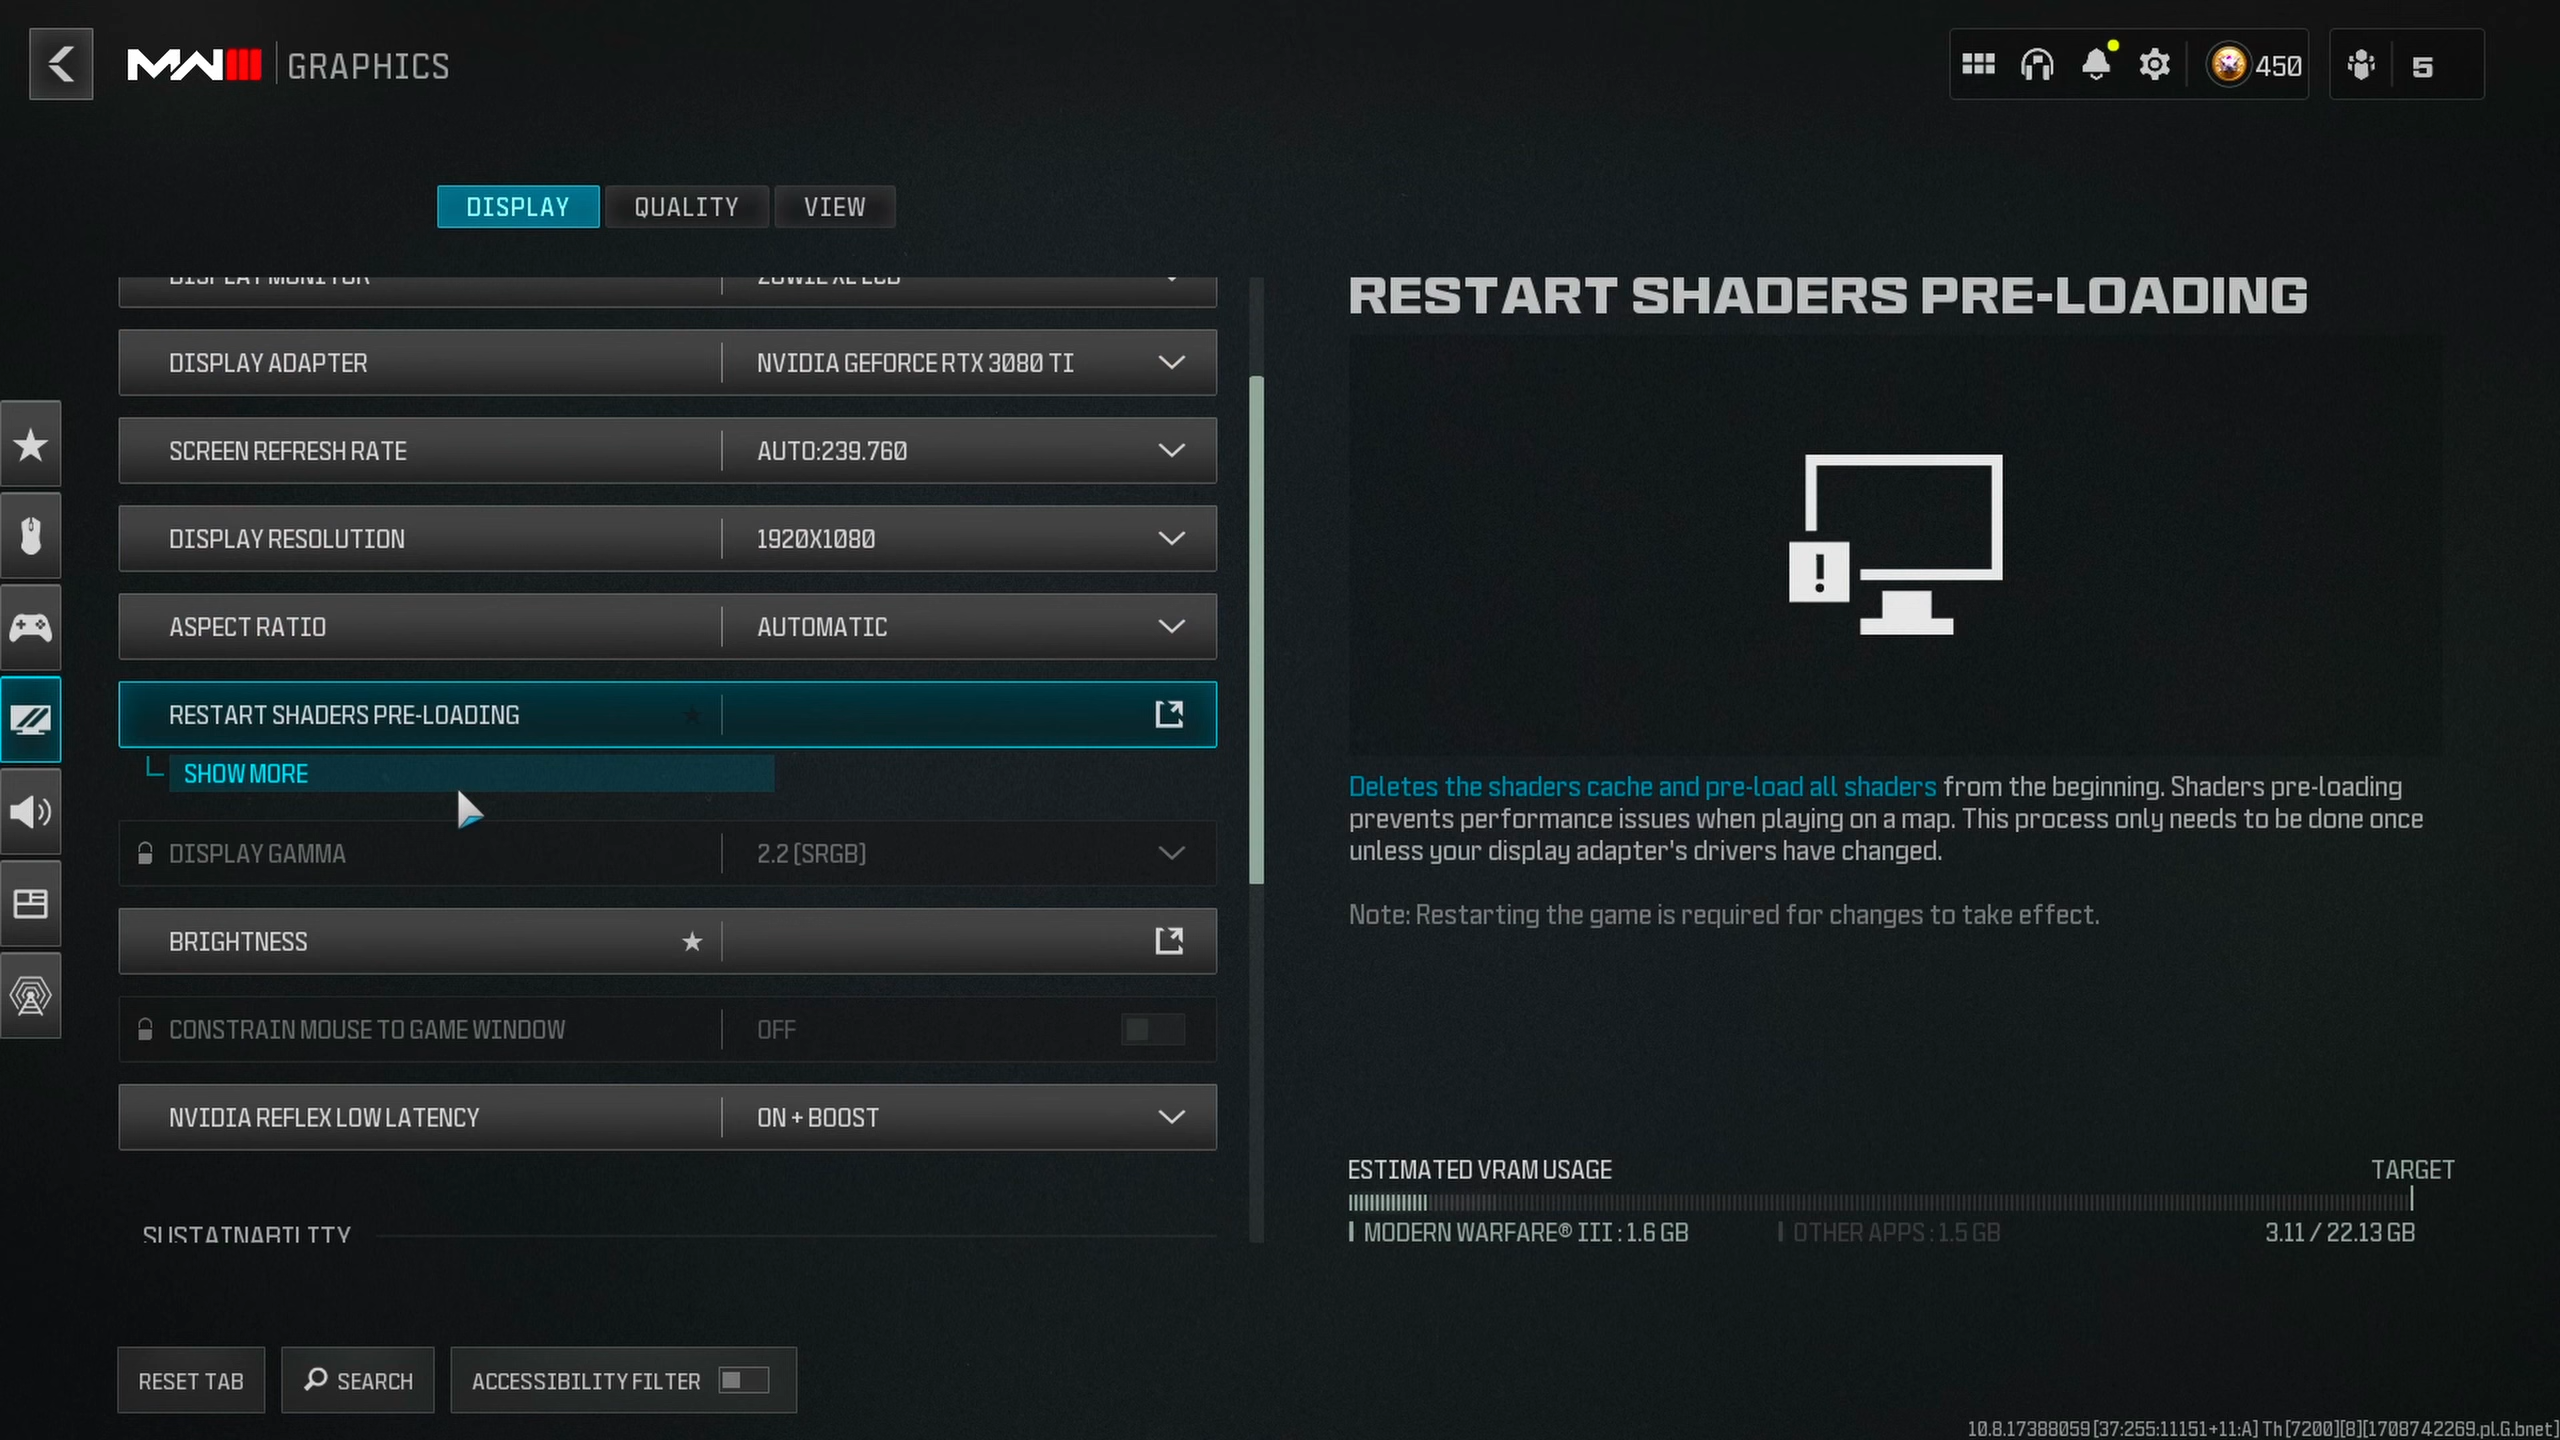 MWIII GRAPHICS
450
5
DISPLAY QUALITY VIEW
DISPLAY MONITOR ZOWIE XL LCD
DISPLAY ADAPTER NVIDIA GEFORCE RTX 3080 TI
SCREEN REFRESH RATE AUTO:239.760
DISPLAY RESOLUTION 1920X1080
ASPECT RATIO AUTOMATIC
RESTART SHADERS PRE-LOADING
SHOW MORE
DISPLAY GAMMA 2.2 (SRGB)
BRIGHTNESS
CONSTRAIN MOUSE TO GAME WINDOW OFF
NVIDIA REFLEX LOW LATENCY ON + BOOST
SUSTAINABILITY
RESTART SHADERS PRE-LOADING
!
Deletes the shaders cache and pre-load all shaders from the beginning. Shaders pre-loading
prevents performance issues when playing on a map. This process only needs to be done once
unless your display adapter's drivers have changed.
Note: Restarting the game is required for changes to take effect.
ESTIMATED VRAM USAGE TARGET
MODERN WARFARE® III : 1.6 GB OTHER APPS : 1.5 GB 3.11 / 22.13 GB
RESET TAB SEARCH ACCESSIBILITY FILTER
10.8.17388059 [37:255:11151+11:A] Th[7200][8][1708742269.pl.G.bnet]